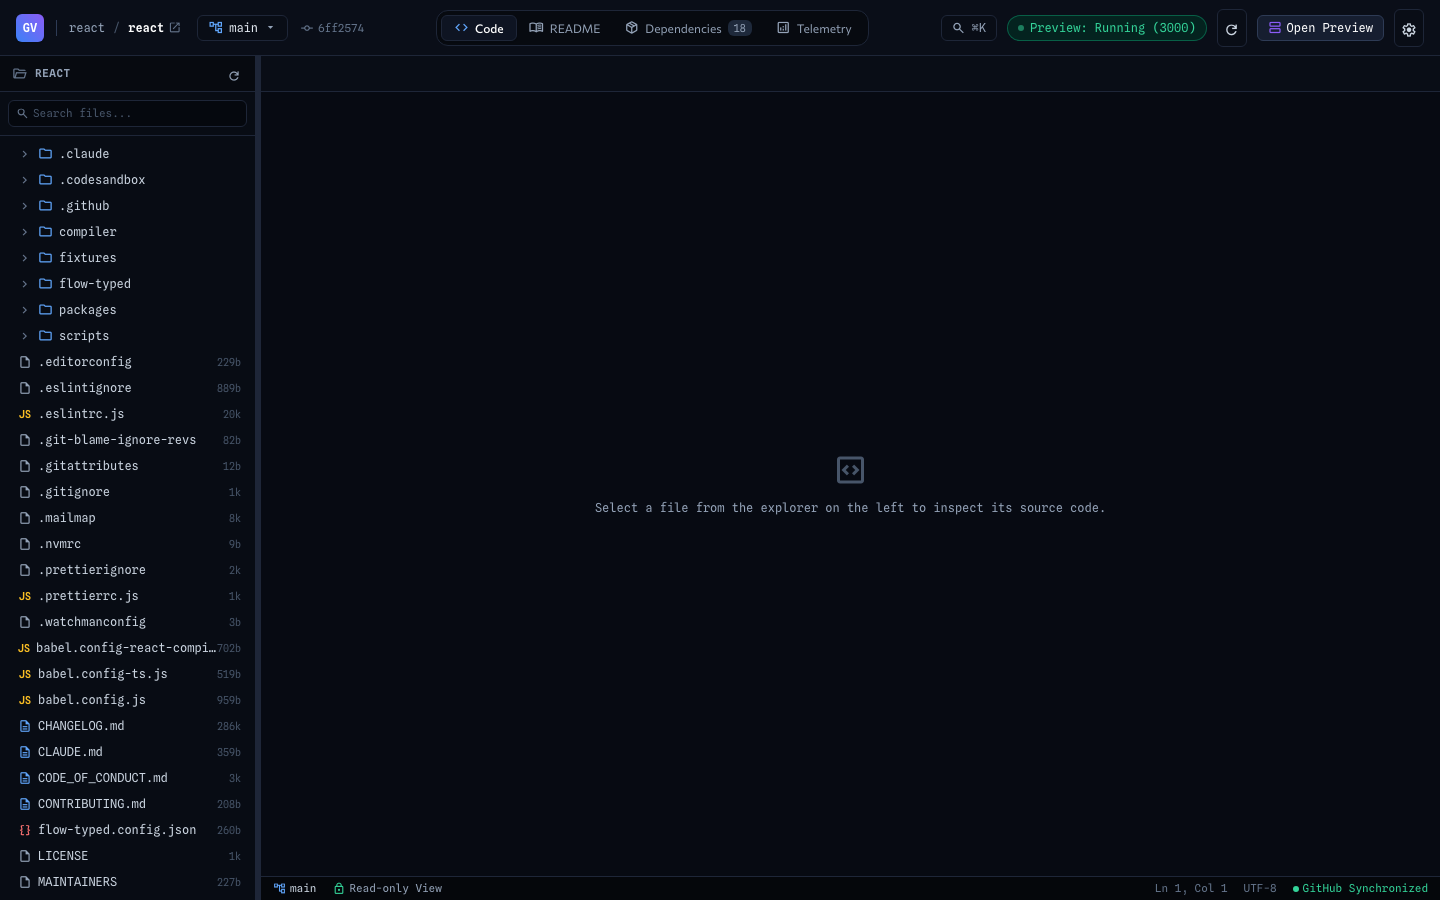 GV react / react main 6ff2574 Code README Dependencies 18 Telemetry ⌘K Preview: Running (3000) Open Preview
REACT
Search files...
.claude
.codesandbox
.github
compiler
fixtures
flow-typed
packages
scripts
.editorconfig 229b
.eslintignore 889b
JS .eslintrc.js 20k
.git-blame-ignore-revs 82b
.gitattributes 12b
.gitignore 1k
.mailmap 8k
.nvmrc 9b
.prettierignore 2k
JS .prettierrc.js 1k
.watchmanconfig 3b
JS babel.config-react-compi… 702b
JS babel.config-ts.js 519b
JS babel.config.js 959b
CHANGELOG.md 286k
CLAUDE.md 359b
CODE_OF_CONDUCT.md 3k
CONTRIBUTING.md 208b
{} flow-typed.config.json 260b
LICENSE 1k
MAINTAINERS 227b
Select a file from the explorer on the left to inspect its source code.
main Read-only View Ln 1, Col 1 UTF-8 GitHub Synchronized